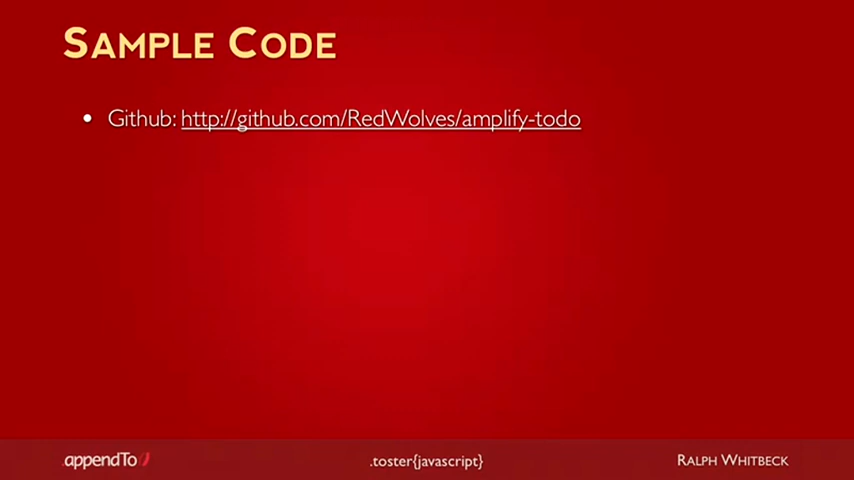 Sample Code
• Github: http://github.com/RedWolves/amplify-todo
appendTo
.toster{javascript}
Ralph Whitbeck